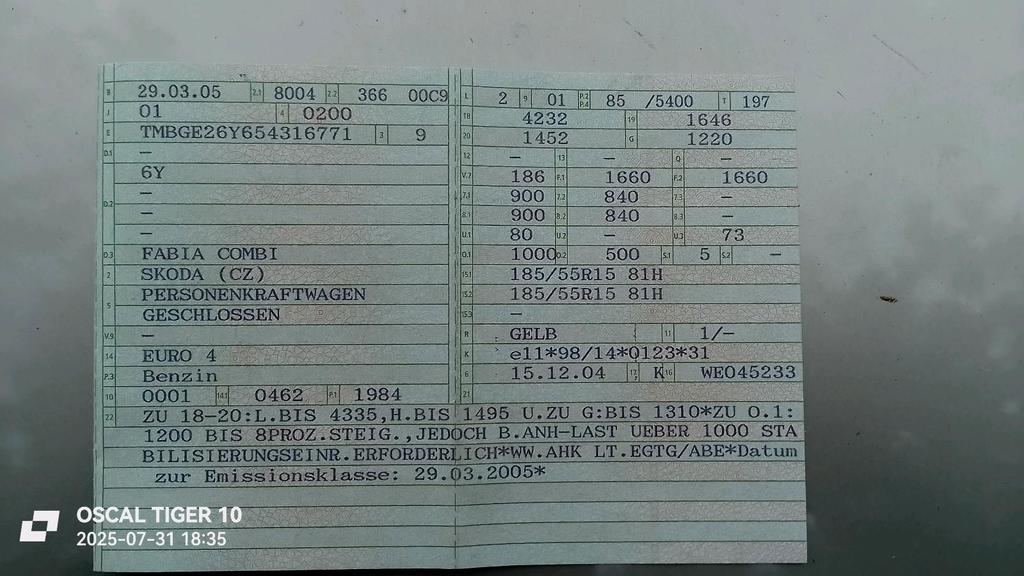 B 29.03.05 2.1 8004 2.2 366 00C9
J 01 4 0200
E TMBGE26Y654316771 3 9
D.1 –
D.2 6Y
–
–
–
D.3 FABIA COMBI
2 SKODA (CZ)
5 PERSONENKRAFTWAGEN
GESCHLOSSEN
V.9 –
14 EURO 4
P.3 Benzin
10 0001 14.1 0462 P.1 1984
L 2 9 01 P.2 P.4 85 /5400 T 197
18 4232 19 1646
20 1452 G 1220
12 – 13 – Q –
V.7 186 F.1 1660 F.2 1660
7.1 900 7.2 840 7.3 –
8.1 900 8.2 840 8.3 –
U.1 80 U.2 – U.3 73
O.1 1000 O.2 500 S.1 5 S.2 –
15.1 185/55R15 81H
15.2 185/55R15 81H
15.3 –
R GELB 11 1/–
K e11*98/14*0123*31
6 15.12.04 17 K 16 WE045233
21
22 ZU 18-20:L.BIS 4335,H.BIS 1495 U.ZU G:BIS 1310*ZU O.1:
1200 BIS 8PROZ.STEIG.,JEDOCH B.ANH-LAST UEBER 1000 STA
BILISIERUNGSEINR.ERFORDERLICH*WW.AHK LT.EGTG/ABE*Datum
zur Emissionsklasse: 29.03.2005*
OSCAL TIGER 10
2025-07-31 18:35